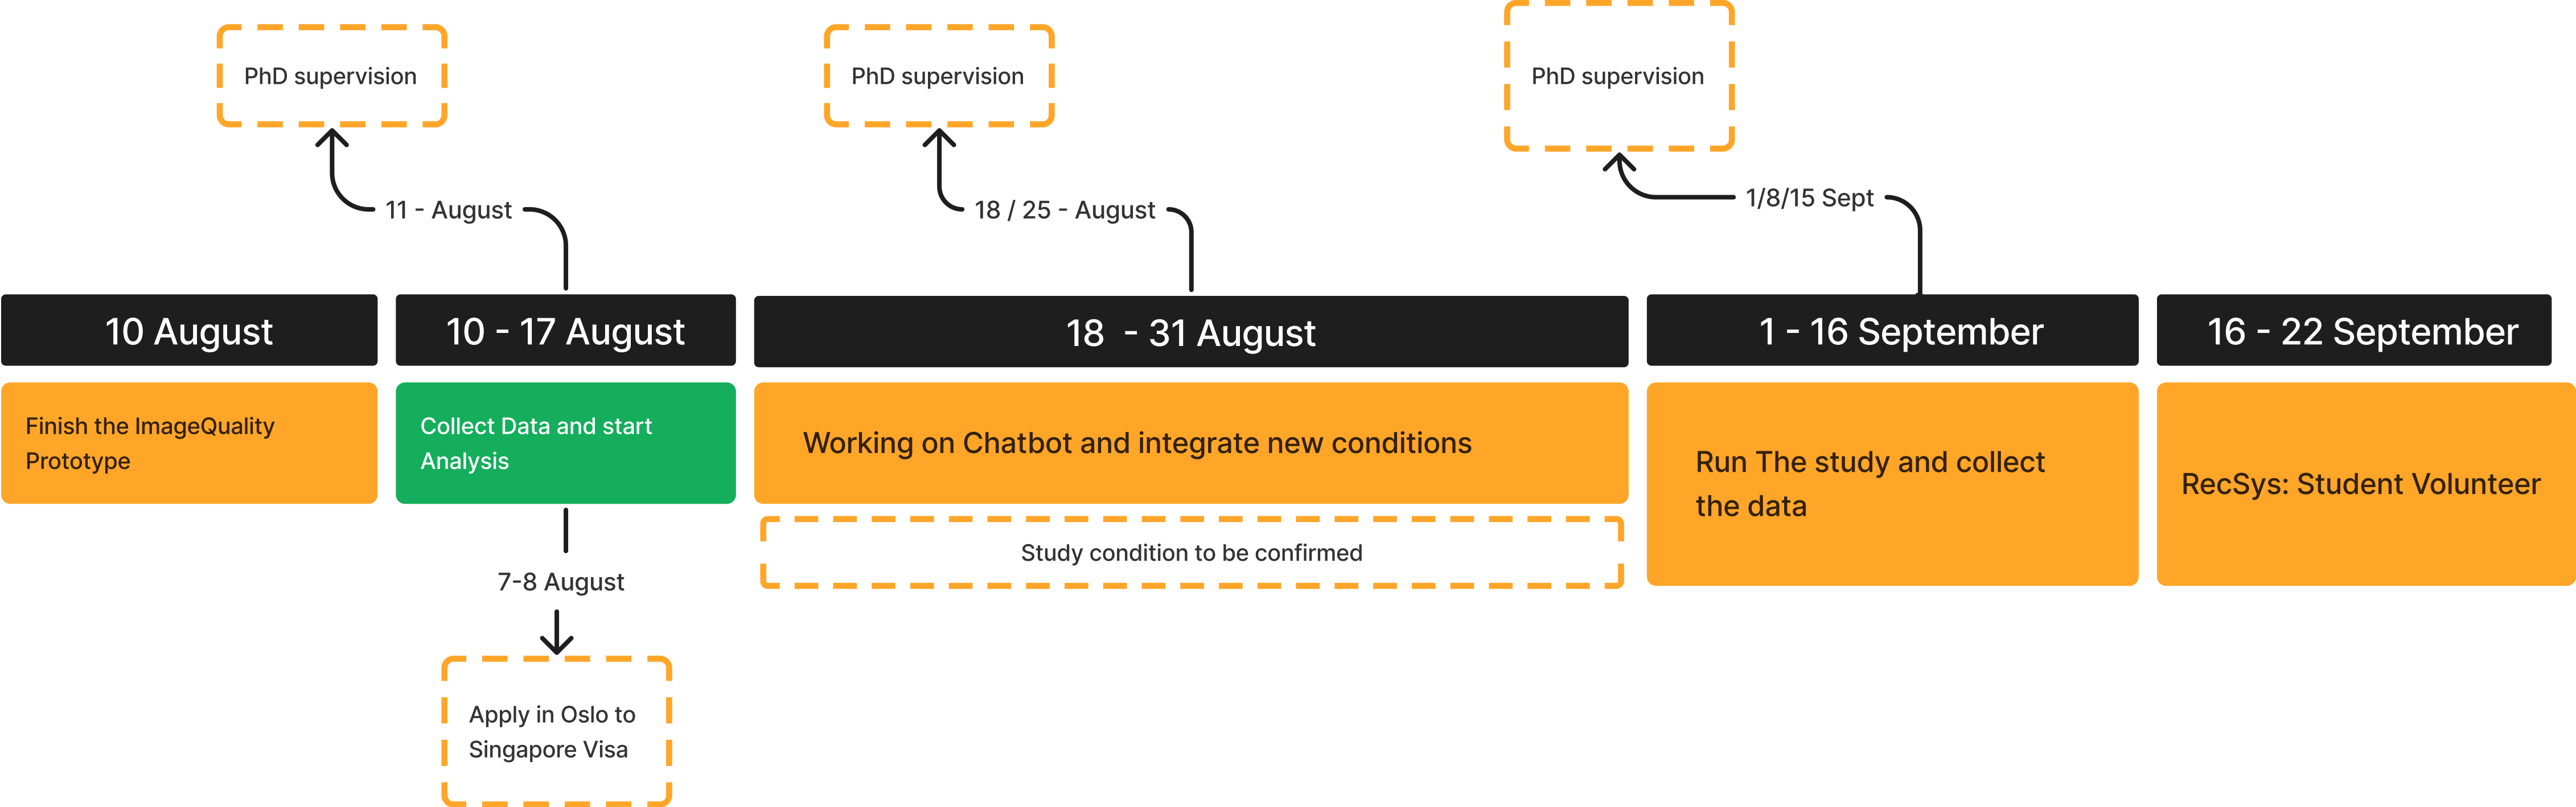 PhD supervision
PhD supervision
PhD supervision
11 - August
18 / 25 - August
1/8/15 Sept
10 August
10 - 17 August
18  - 31 August
1 - 16 September
16 - 22 September
Finish the ImageQuality
Prototype
Collect Data and start
Analysis
Working on Chatbot and integrate new conditions
Run The study and collect
the data
RecSys: Student Volunteer
Study condition to be confirmed
7-8 August
Apply in Oslo to
Singapore Visa